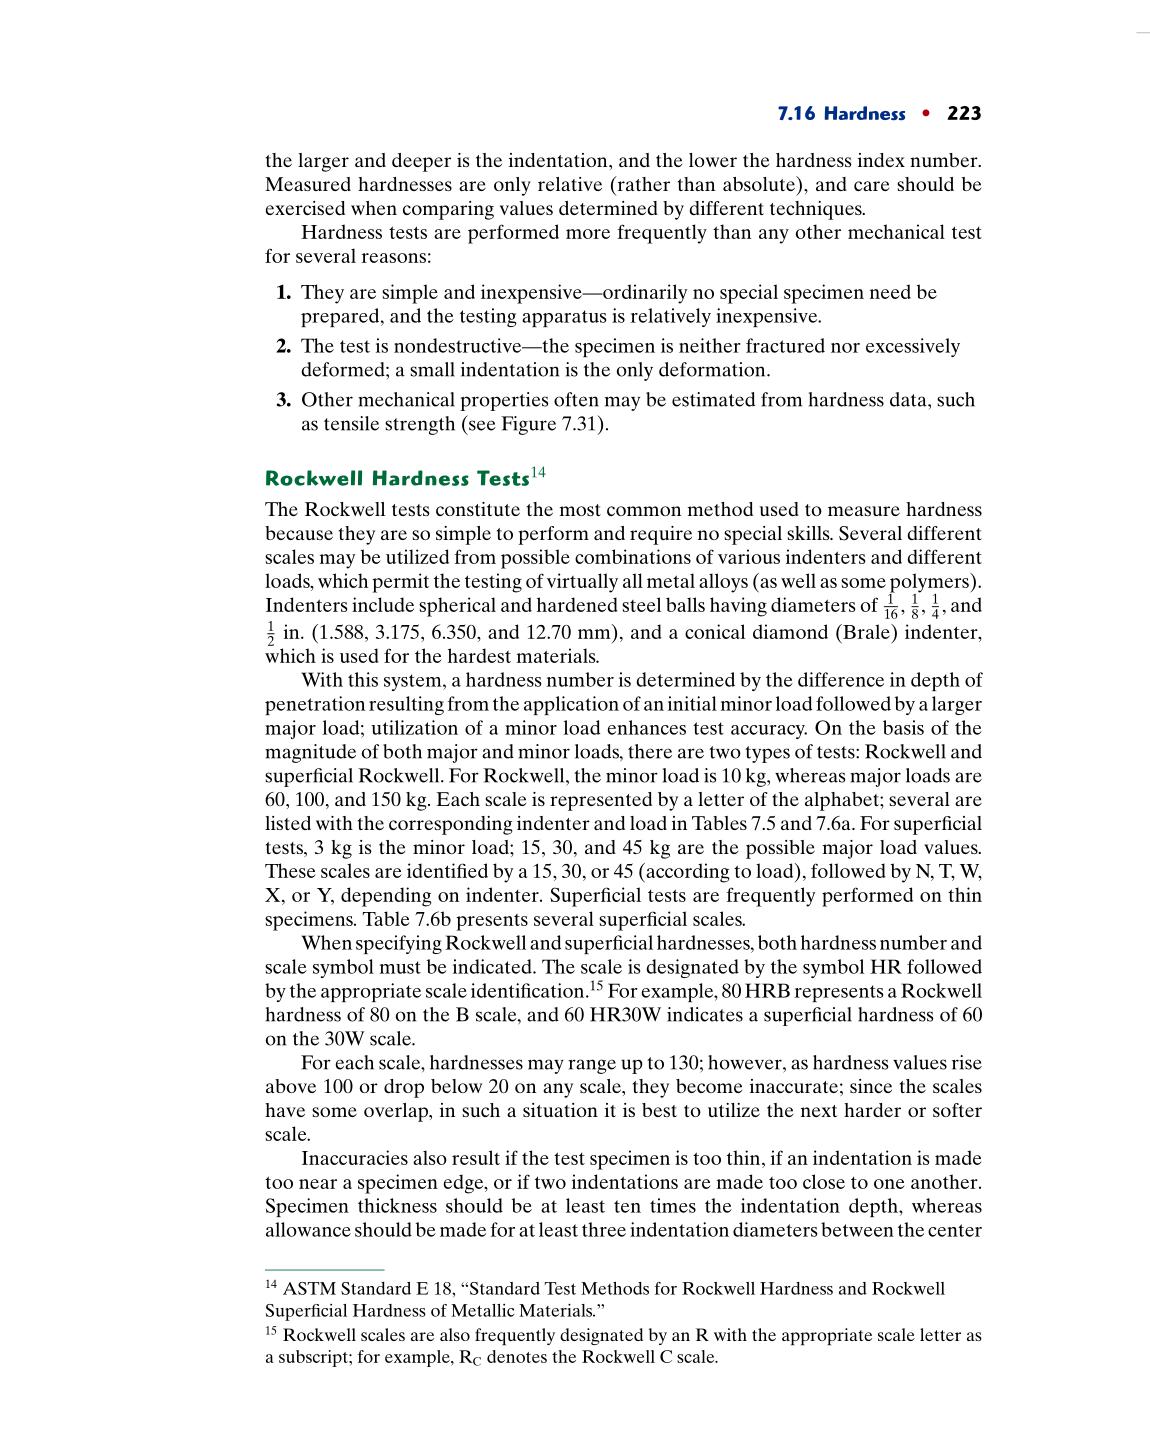 7.16 Hardness • 223
the larger and deeper is the indentation, and the lower the hardness index number.
Measured hardnesses are only relative (rather than absolute), and care should be
exercised when comparing values determined by different techniques.
Hardness tests are performed more frequently than any other mechanical test
for several reasons:
1. They are simple and inexpensive—ordinarily no special specimen need be
prepared, and the testing apparatus is relatively inexpensive.
2. The test is nondestructive—the specimen is neither fractured nor excessively
deformed; a small indentation is the only deformation.
3. Other mechanical properties often may be estimated from hardness data, such
as tensile strength (see Figure 7.31).
Rockwell Hardness Tests¹⁴
The Rockwell tests constitute the most common method used to measure hardness
because they are so simple to perform and require no special skills. Several different
scales may be utilized from possible combinations of various indenters and different
loads, which permit the testing of virtually all metal alloys (as well as some polymers).
Indenters include spherical and hardened steel balls having diameters of 1/16, 1/8, 1/4, and
1/2 in. (1.588, 3.175, 6.350, and 12.70 mm), and a conical diamond (Brale) indenter,
which is used for the hardest materials.
With this system, a hardness number is determined by the difference in depth of
penetration resulting from the application of an initial minor load followed by a larger
major load; utilization of a minor load enhances test accuracy. On the basis of the
magnitude of both major and minor loads, there are two types of tests: Rockwell and
superficial Rockwell. For Rockwell, the minor load is 10 kg, whereas major loads are
60, 100, and 150 kg. Each scale is represented by a letter of the alphabet; several are
listed with the corresponding indenter and load in Tables 7.5 and 7.6a. For superficial
tests, 3 kg is the minor load; 15, 30, and 45 kg are the possible major load values.
These scales are identified by a 15, 30, or 45 (according to load), followed by N, T, W,
X, or Y, depending on indenter. Superficial tests are frequently performed on thin
specimens. Table 7.6b presents several superficial scales.
When specifying Rockwell and superficial hardnesses, both hardness number and
scale symbol must be indicated. The scale is designated by the symbol HR followed
by the appropriate scale identification.¹⁵ For example, 80 HRB represents a Rockwell
hardness of 80 on the B scale, and 60 HR30W indicates a superficial hardness of 60
on the 30W scale.
For each scale, hardnesses may range up to 130; however, as hardness values rise
above 100 or drop below 20 on any scale, they become inaccurate; since the scales
have some overlap, in such a situation it is best to utilize the next harder or softer
scale.
Inaccuracies also result if the test specimen is too thin, if an indentation is made
too near a specimen edge, or if two indentations are made too close to one another.
Specimen thickness should be at least ten times the indentation depth, whereas
allowance should be made for at least three indentation diameters between the center
¹⁴ ASTM Standard E 18, “Standard Test Methods for Rockwell Hardness and Rockwell
Superficial Hardness of Metallic Materials.”
¹⁵ Rockwell scales are also frequently designated by an R with the appropriate scale letter as
a subscript; for example, R_C denotes the Rockwell C scale.